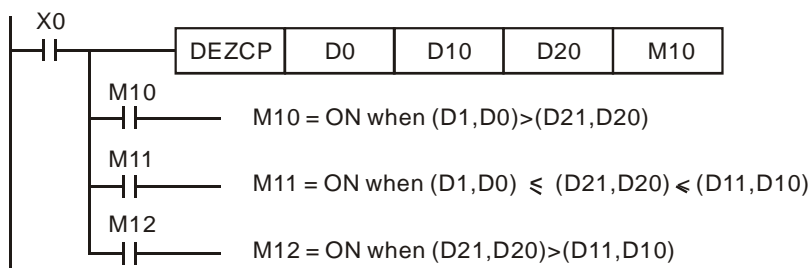 X0
DEZCP D0 D10 D20 M10
M10
M10 = ON when (D1,D0)>(D21,D20)
M11
M11 = ON when (D1,D0) ≤ (D21,D20) ≤ (D11,D10)
M12
M12 = ON when (D21,D20)>(D11,D10)